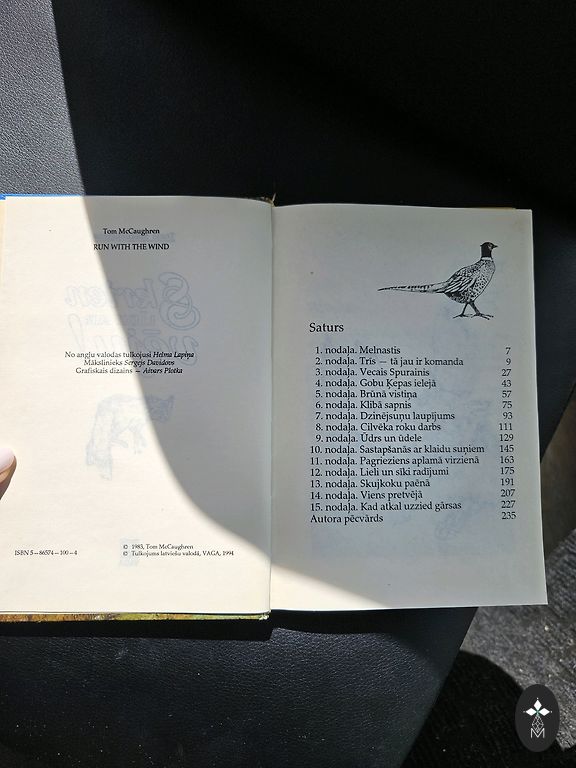 Tom McCaughren
RUN WITH THE WIND
No angļu valodas tulkojusi Helma Lapiņa
Mākslinieks Sergejs Davidovs
Grafiskais dizains — Aivars Plotka
ISBN 5—86574—100—4
© 1983, Tom McCaughren
© Tulkojums latviešu valodā, VAGA, 1994
Saturs
1. nodaļa. Melnastis 7
2. nodaļa. Trīs — tā jau ir komanda 9
3. nodaļa. Vecais Spurainis 27
4. nodaļa. Gobu Ķepas ielejā 43
5. nodaļa. Brūnā vistiņa 57
6. nodaļa. Klibā sapnis 75
7. nodaļa. Dzinējsuņu laupījums 93
8. nodaļa. Cilvēka roku darbs 111
9. nodaļa. Ūdrs un ūdele 129
10. nodaļa. Sastapšanās ar klaidu suņiem 145
11. nodaļa. Pagrieziens aplamā virzienā 163
12. nodaļa. Lieli un sīki radījumi 175
13. nodaļa. Skujkoku paēnā 191
14. nodaļa. Viens pretvējā 207
15. nodaļa. Kad atkal uzzied gārsas 227
Autora pēcvārds 235
M